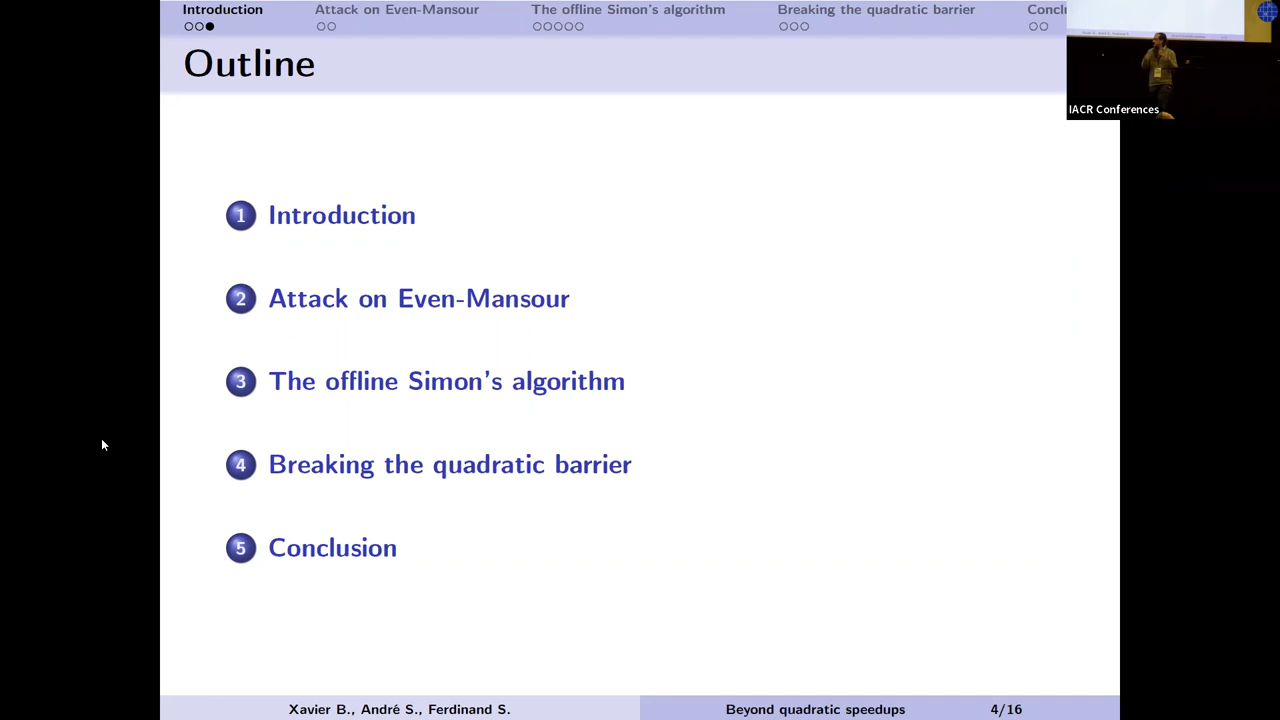 Introduction Attack on Even-Mansour The offline Simon's algorithm Breaking the quadratic barrier Conclu
Outline
IACR Conferences
1 Introduction
2 Attack on Even-Mansour
3 The offline Simon's algorithm
4 Breaking the quadratic barrier
5 Conclusion
Xavier B., André S., Ferdinand S. Beyond quadratic speedups 4/16